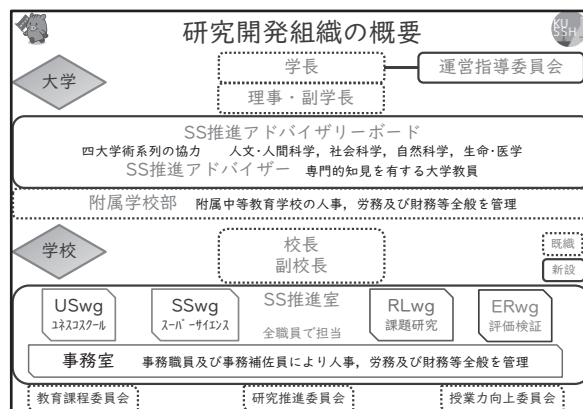 研究開発組織の概要
KU
SSH
大学
学長
運営指導委員会
理事・副学長
SS推進アドバイザリーボード
四大学術系列の協力 人文・人間科学，社会科学，自然科学，生命・医学
SS推進アドバイザー 専門的知見を有する大学教員
附属学校部 附属中等教育学校の人事，労務及び財務等全般を管理
学校
校長
副校長
既織
新設
USwg
ユネスコスクール
SSwg
スーパーサイエンス
SS推進室
全職員で担当
RLwg
課題研究
ERwg
評価検証
事務室 事務職員及び事務補佐員により人事，労務及び財務等全般を管理
教育課程委員会
研究推進委員会
授業力向上委員会